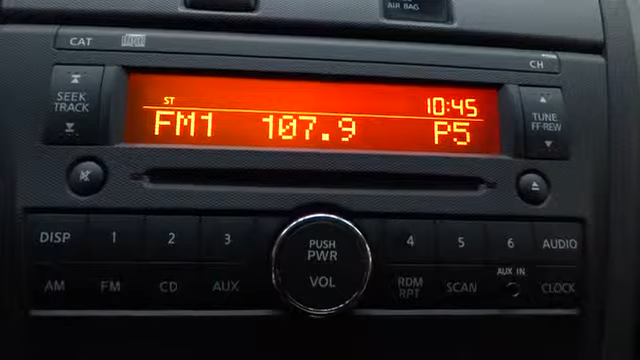 AIR BAG
CAT
CH
SEEK
TRACK
ST
10:45
FM1 107.9 P5
TUNE
FF·REW
DISP 1 2 3
PUSH
PWR
VOL
4 5 6 AUDIO
AM FM CD AUX
RDM
RPT
SCAN
AUX IN
CLOCK